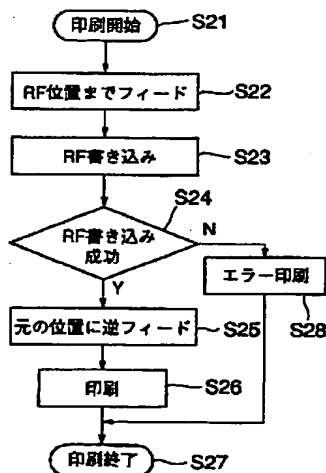 印刷開始 S21
RF位置までフィード S22
RF書き込み S23
S24
RF書き込み
成功
N
Y
エラー印刷
S28
元の位置に逆フィード S25
印刷 S26
印刷終了 S27